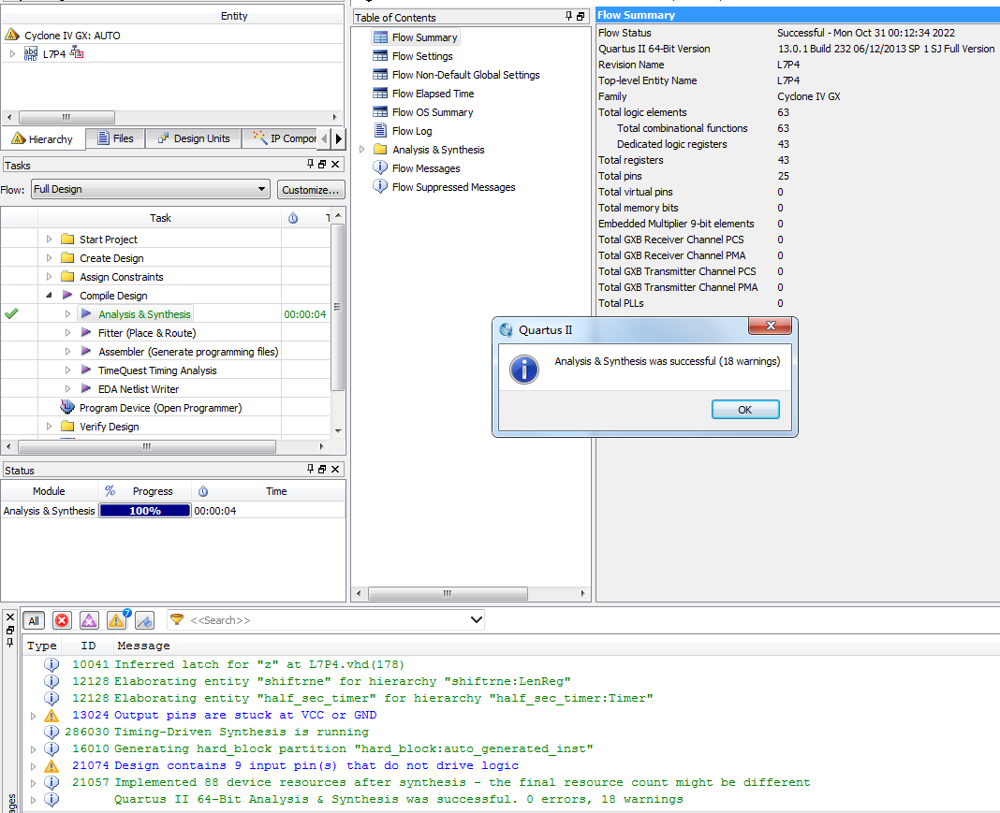 Entity
Cyclone IV GX: AUTO
abd VHD L7P4
Hierarchy Files Design Units IP Compor
Tasks
Flow: Full Design Customize...
Task
Start Project
Create Design
Assign Constraints
Compile Design
Analysis & Synthesis 00:00:04
Fitter (Place & Route)
Assembler (Generate programming files)
TimeQuest Timing Analysis
EDA Netlist Writer
Program Device (Open Programmer)
Verify Design
Status
Module % Progress Time
Analysis & Synthesis 100% 00:00:04
Table of Contents
Flow Summary
Flow Settings
Flow Non-Default Global Settings
Flow Elapsed Time
Flow OS Summary
Flow Log
Analysis & Synthesis
Flow Messages
Flow Suppressed Messages
Flow Summary
Flow Status Successful - Mon Oct 31 00:12:34 2022
Quartus II 64-Bit Version 13.0.1 Build 232 06/12/2013 SP 1 SJ Full Version
Revision Name L7P4
Top-level Entity Name L7P4
Family Cyclone IV GX
Total logic elements 63
Total combinational functions 63
Dedicated logic registers 43
Total registers 43
Total pins 25
Total virtual pins 0
Total memory bits 0
Embedded Multiplier 9-bit elements 0
Total GXB Receiver Channel PCS 0
Total GXB Receiver Channel PMA 0
Total GXB Transmitter Channel PCS 0
Total GXB Transmitter Channel PMA 0
Total PLLs 0
Quartus II
Analysis & Synthesis was successful (18 warnings)
OK
All 7 <<Search>>
Type ID Message
10041 Inferred latch for "z" at L7P4.vhd(178)
12128 Elaborating entity "shiftrne" for hierarchy "shiftrne:LenReg"
12128 Elaborating entity "half_sec_timer" for hierarchy "half_sec_timer:Timer"
13024 Output pins are stuck at VCC or GND
286030 Timing-Driven Synthesis is running
16010 Generating hard_block partition "hard_block:auto_generated_inst"
21074 Design contains 9 input pin(s) that do not drive logic
21057 Implemented 88 device resources after synthesis - the final resource count might be different
Quartus II 64-Bit Analysis & Synthesis was successful. 0 errors, 18 warnings